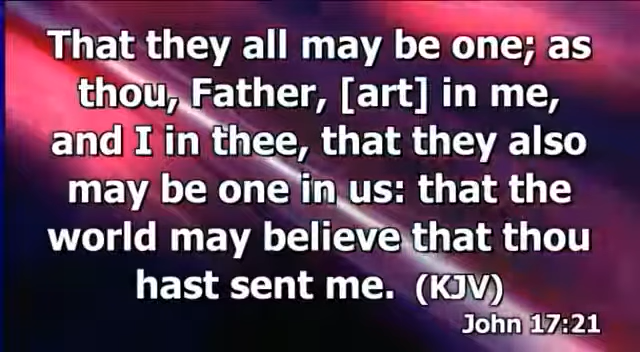 That they all may be one; as
thou, Father, [art] in me,
and I in thee, that they also
may be one in us: that the
world may believe that thou
hast sent me. (KJV)
John 17:21